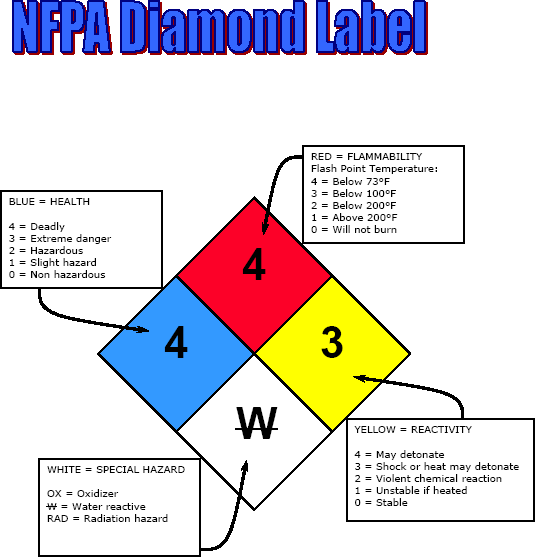 NFPA Diamond Label
RED = FLAMMABILITY
Flash Point Temperature:
4 = Below 73°F
3 = Below 100°F
2 = Below 200°F
1 = Above 200°F
0 = Will not burn
BLUE = HEALTH
4 = Deadly
3 = Extreme danger
2 = Hazardous
1 = Slight hazard
0 = Non hazardous
4
4
3
W̶
YELLOW = REACTIVITY
4 = May detonate
3 = Shock or heat may detonate
2 = Violent chemical reaction
1 = Unstable if heated
0 = Stable
WHITE = SPECIAL HAZARD
OX = Oxidizer
W̶ = Water reactive
RAD = Radiation hazard